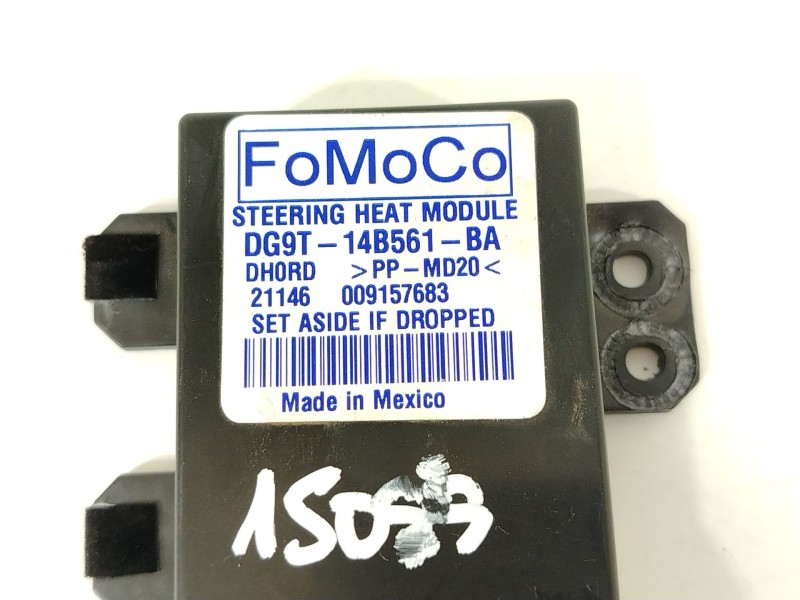 FoMoCo
STEERING HEAT MODULE
DG9T-14B561-BA
DHORD >PP-MD20<
21146 009157683
SET ASIDE IF DROPPED
Made in Mexico